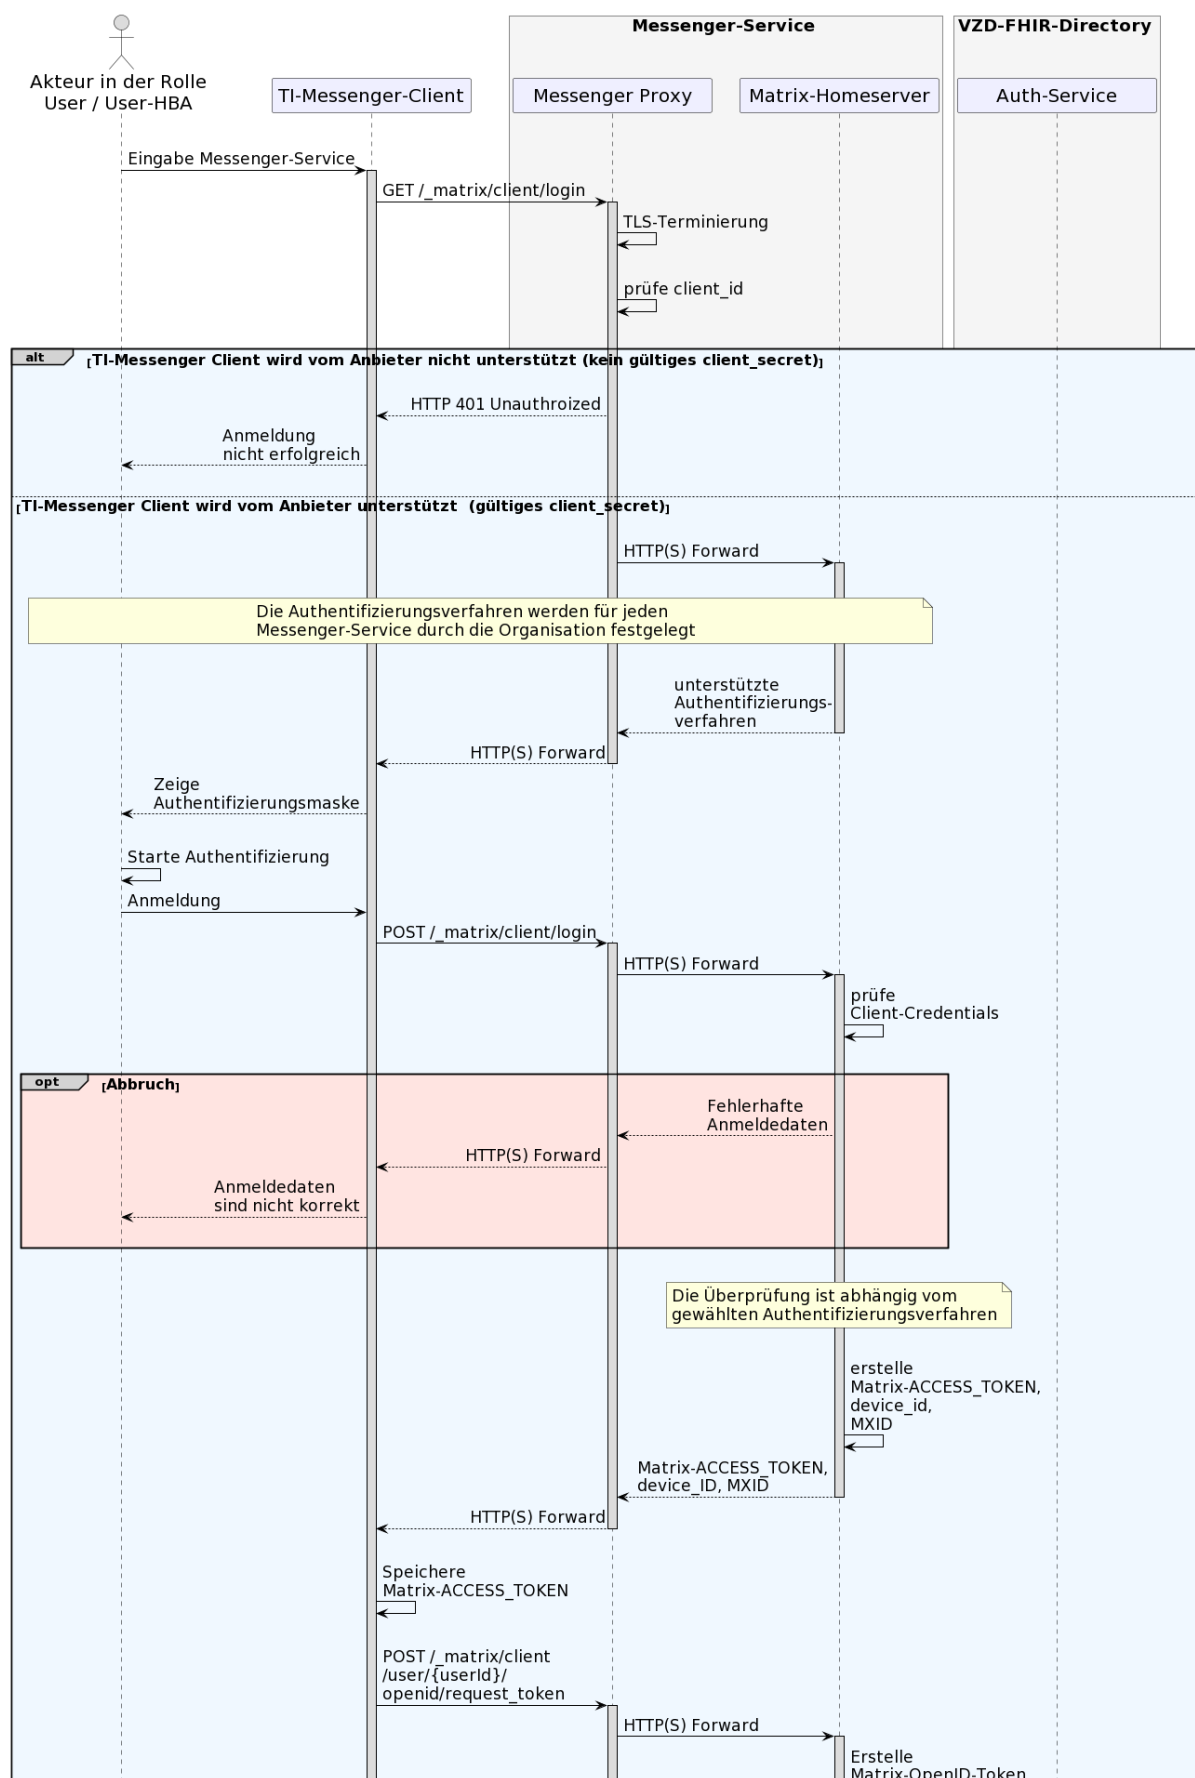 Messenger-Service
VZD-FHIR-Directory
Akteur in der Rolle
User / User-HBA
TI-Messenger-Client
Messenger Proxy
Matrix-Homeserver
Auth-Service
Eingabe Messenger-Service
GET /_matrix/client/login
TLS-Terminierung
prüfe client_id
alt
[TI-Messenger Client wird vom Anbieter nicht unterstützt (kein gültiges client_secret)]
HTTP 401 Unauthroized
Anmeldung
nicht erfolgreich
[TI-Messenger Client wird vom Anbieter unterstützt  (gültiges client_secret)]
HTTP(S) Forward
Die Authentifizierungsverfahren werden für jeden
Messenger-Service durch die Organisation festgelegt
unterstützte
Authentifizierungs-
verfahren
HTTP(S) Forward
Zeige
Authentifizierungsmaske
Starte Authentifizierung
Anmeldung
POST /_matrix/client/login
HTTP(S) Forward
prüfe
Client-Credentials
opt
[Abbruch]
Fehlerhafte
Anmeldedaten
HTTP(S) Forward
Anmeldedaten
sind nicht korrekt
Die Überprüfung ist abhängig vom
gewählten Authentifizierungsverfahren
erstelle
Matrix-ACCESS_TOKEN,
device_id,
MXID
Matrix-ACCESS_TOKEN,
device_ID, MXID
HTTP(S) Forward
Speichere
Matrix-ACCESS_TOKEN
POST /_matrix/client
/user/{userId}/
openid/request_token
HTTP(S) Forward
Erstelle
Matrix-OpenID-Token